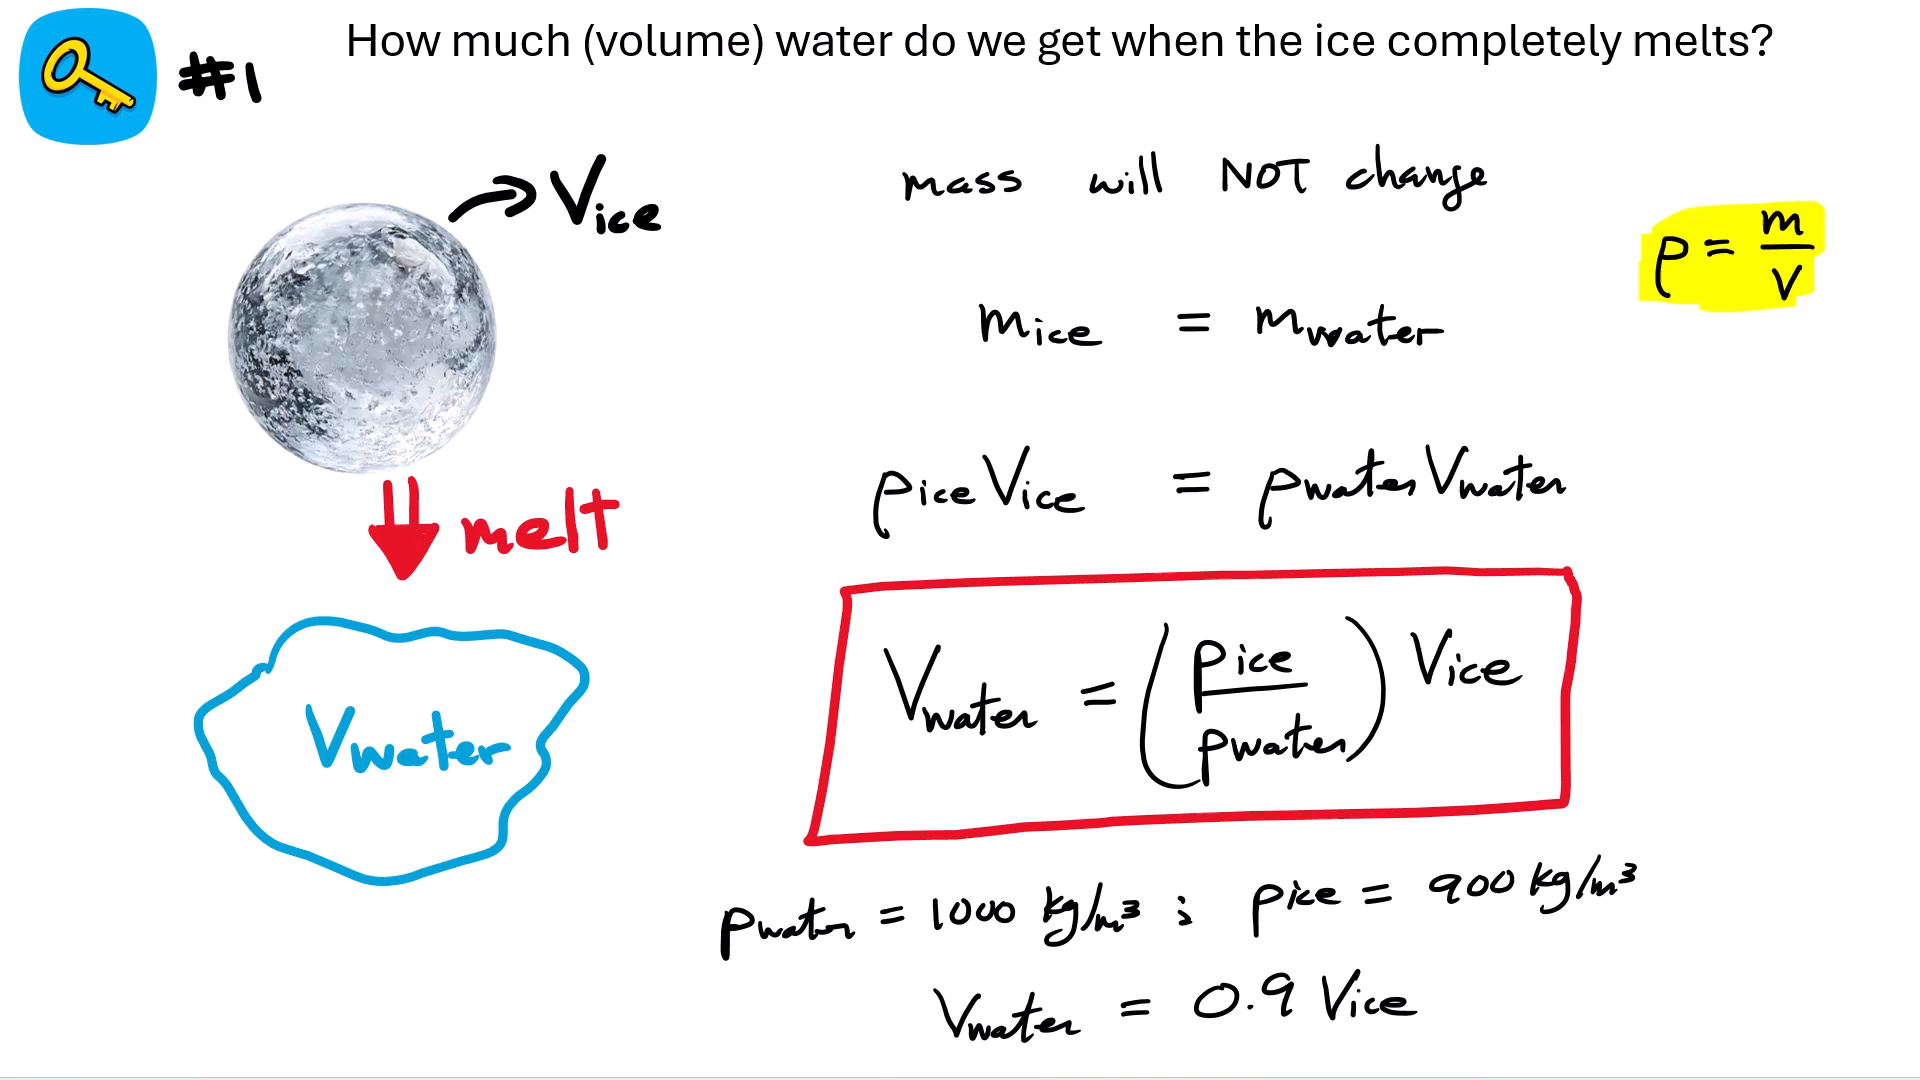 How much (volume) water do we get when the ice completely melts?
#1
Vice
mass will NOT change
ρ = m/V
mice = mwater
ρice Vice = ρwater Vwater
melt
Vwater = (ρice/ρwater) Vice
Vwater
ρwater = 1000 kg/m³ ; ρice = 900 kg/m³
Vwater = 0.9 Vice